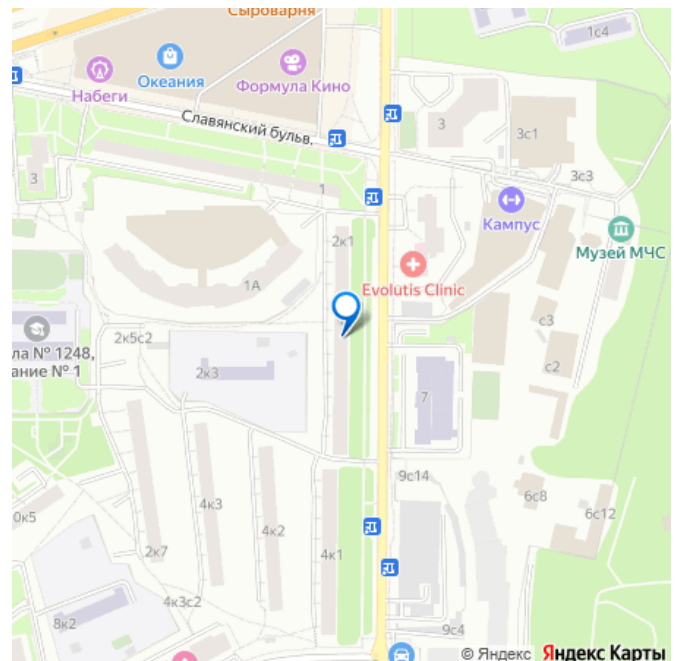 Сыроварня
1с4
Океания
Набеги
Формула Кино
Славянский бульв.
3
3с1
3
1
3с3
Кампус
Музей МЧС
2к1
Evolutis Clinic
1А
ла № 1248,
ание № 1
2к5с2
2к3
с3
с2
7
9с14
6с8
6с12
0к5
2к7
4к3
4к2
4к1
4к3с2
8к2
9с4
© Яндекс Яндекс Карты